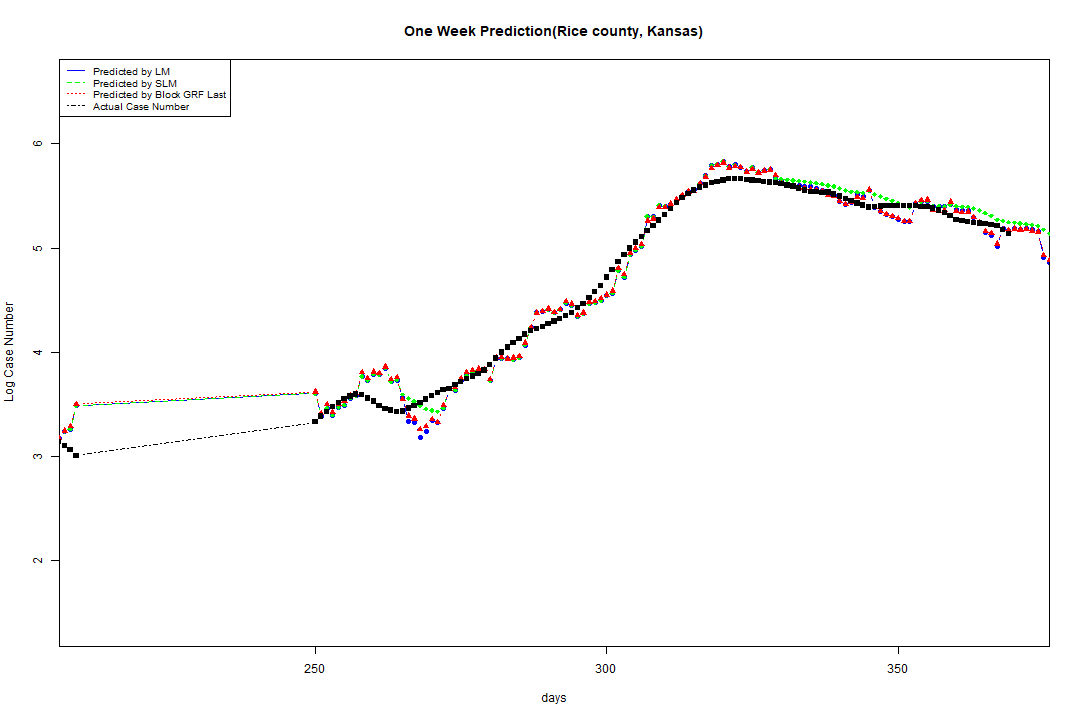 One Week Prediction(Rice county, Kansas)
Predicted by LM
Predicted by SLM
Predicted by Block GRF Last
Actual Case Number
6
5
4
3
2
Log Case Number
250
300
350
days